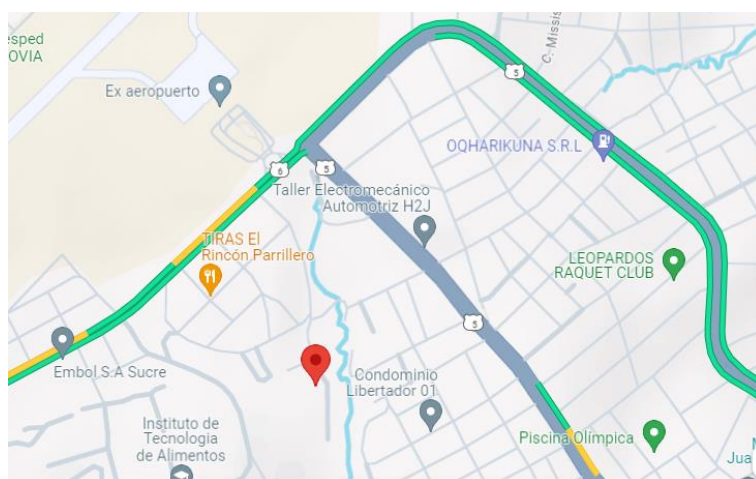 esped
OVIA
Ex aeropuerto
C. Missis
5
OQHARIKUNA S.R.L
6
5
Taller Electromecánico
Automotriz H2J
TIRAS El
Rincón Parrillero
LEOPARDOS
RAQUET CLUB
5
Embol S.A Sucre
Condominio
Libertador 01
Instituto de
Tecnologia
de Alimentos
Piscina Olímpica
M
Jua